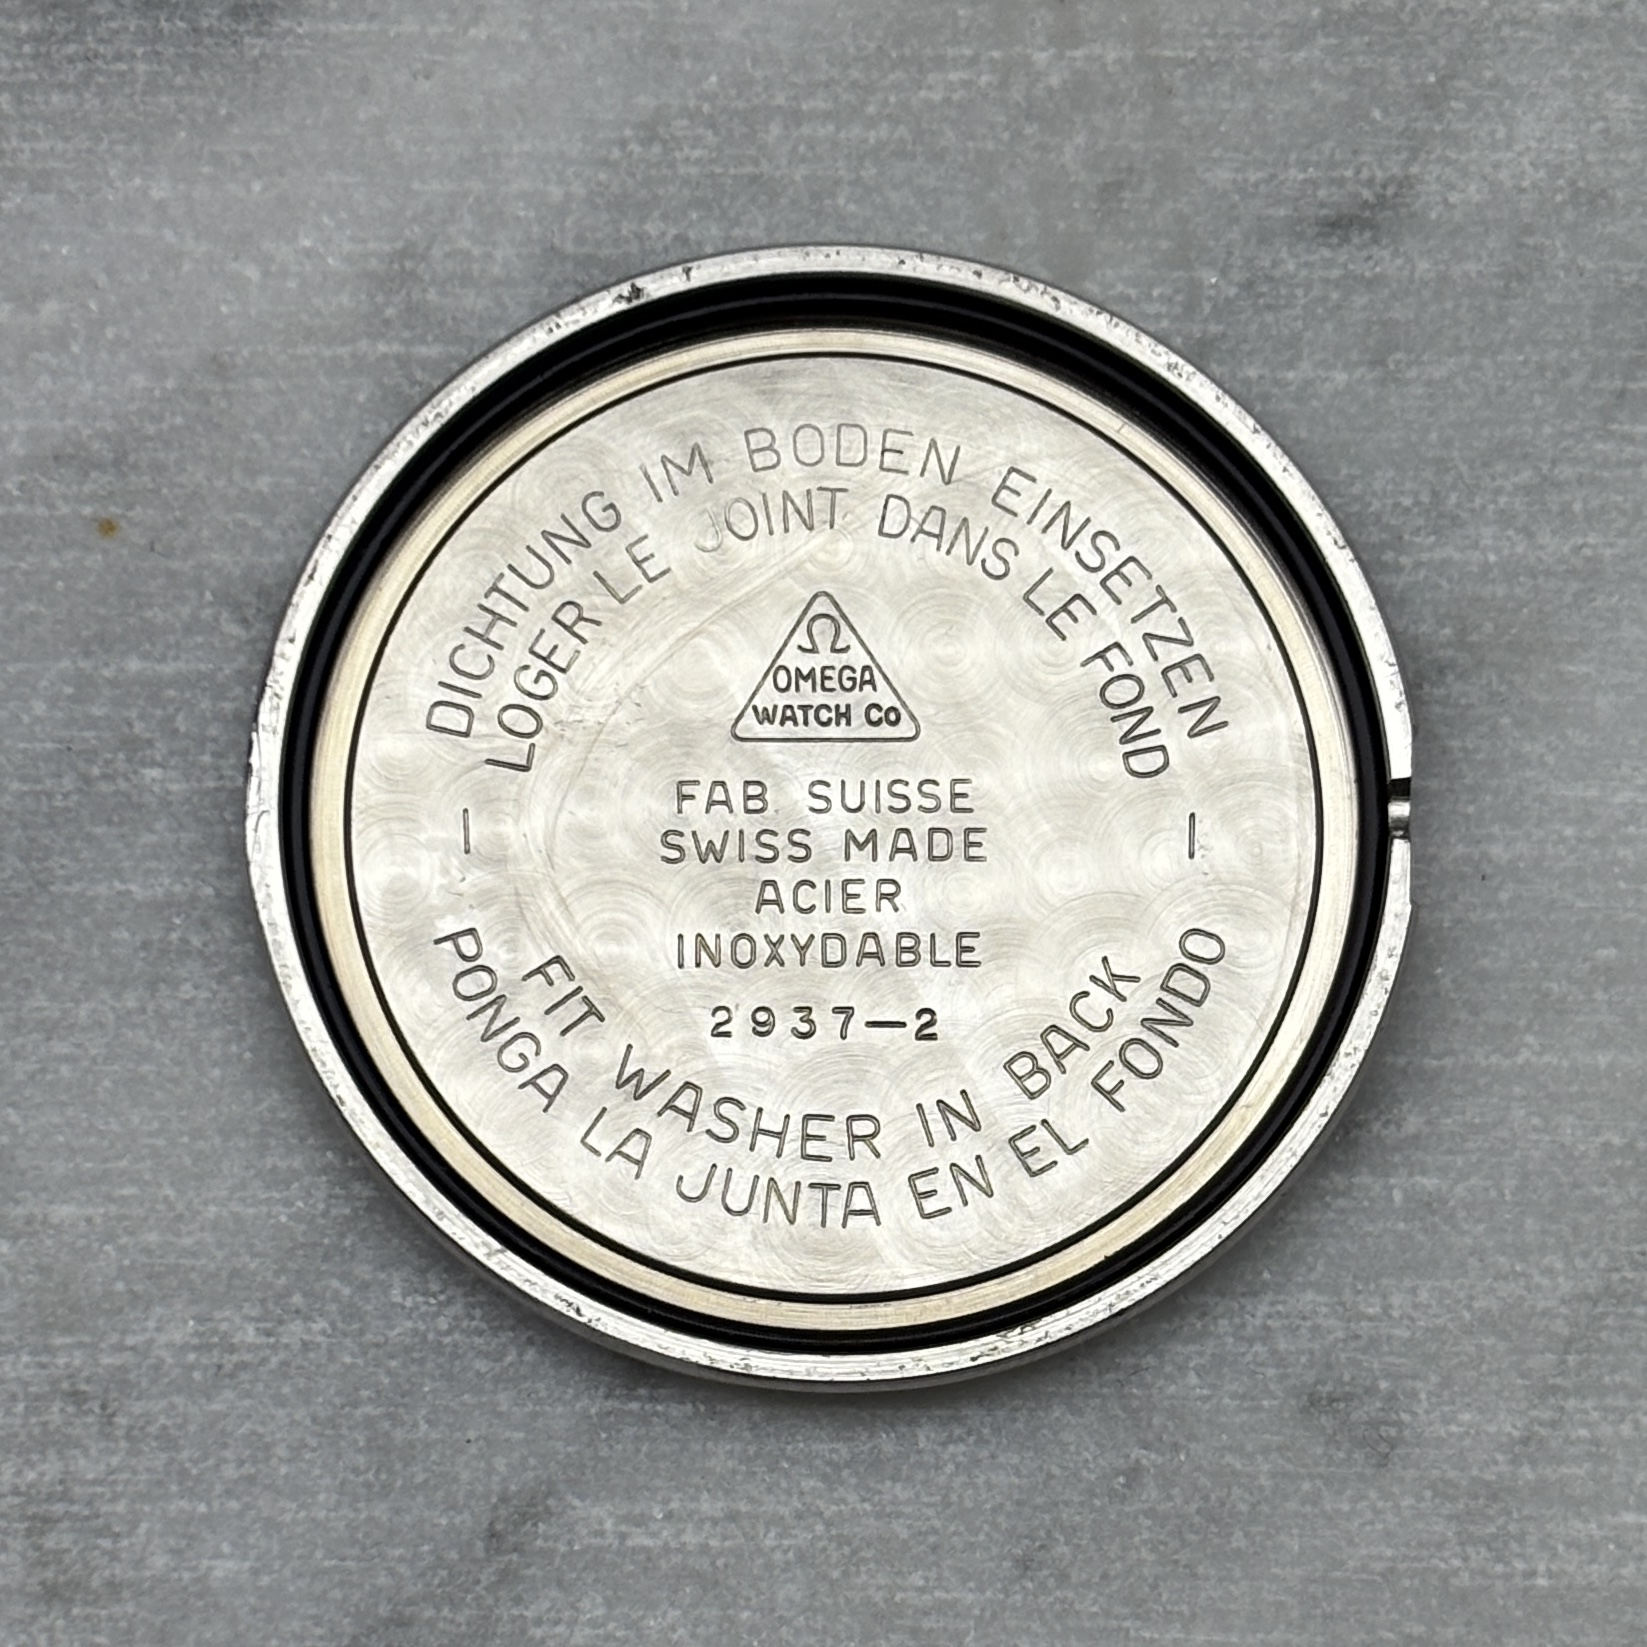 DICHTUNG IM BODEN EINSETZEN
LOGER LE JOINT DANS LE FOND
Ω
OMEGA
WATCH Co
FAB. SUISSE
SWISS MADE
ACIER
INOXYDABLE
2937-2
FIT WASHER IN BACK
PONGA LA JUNTA EN EL FONDO